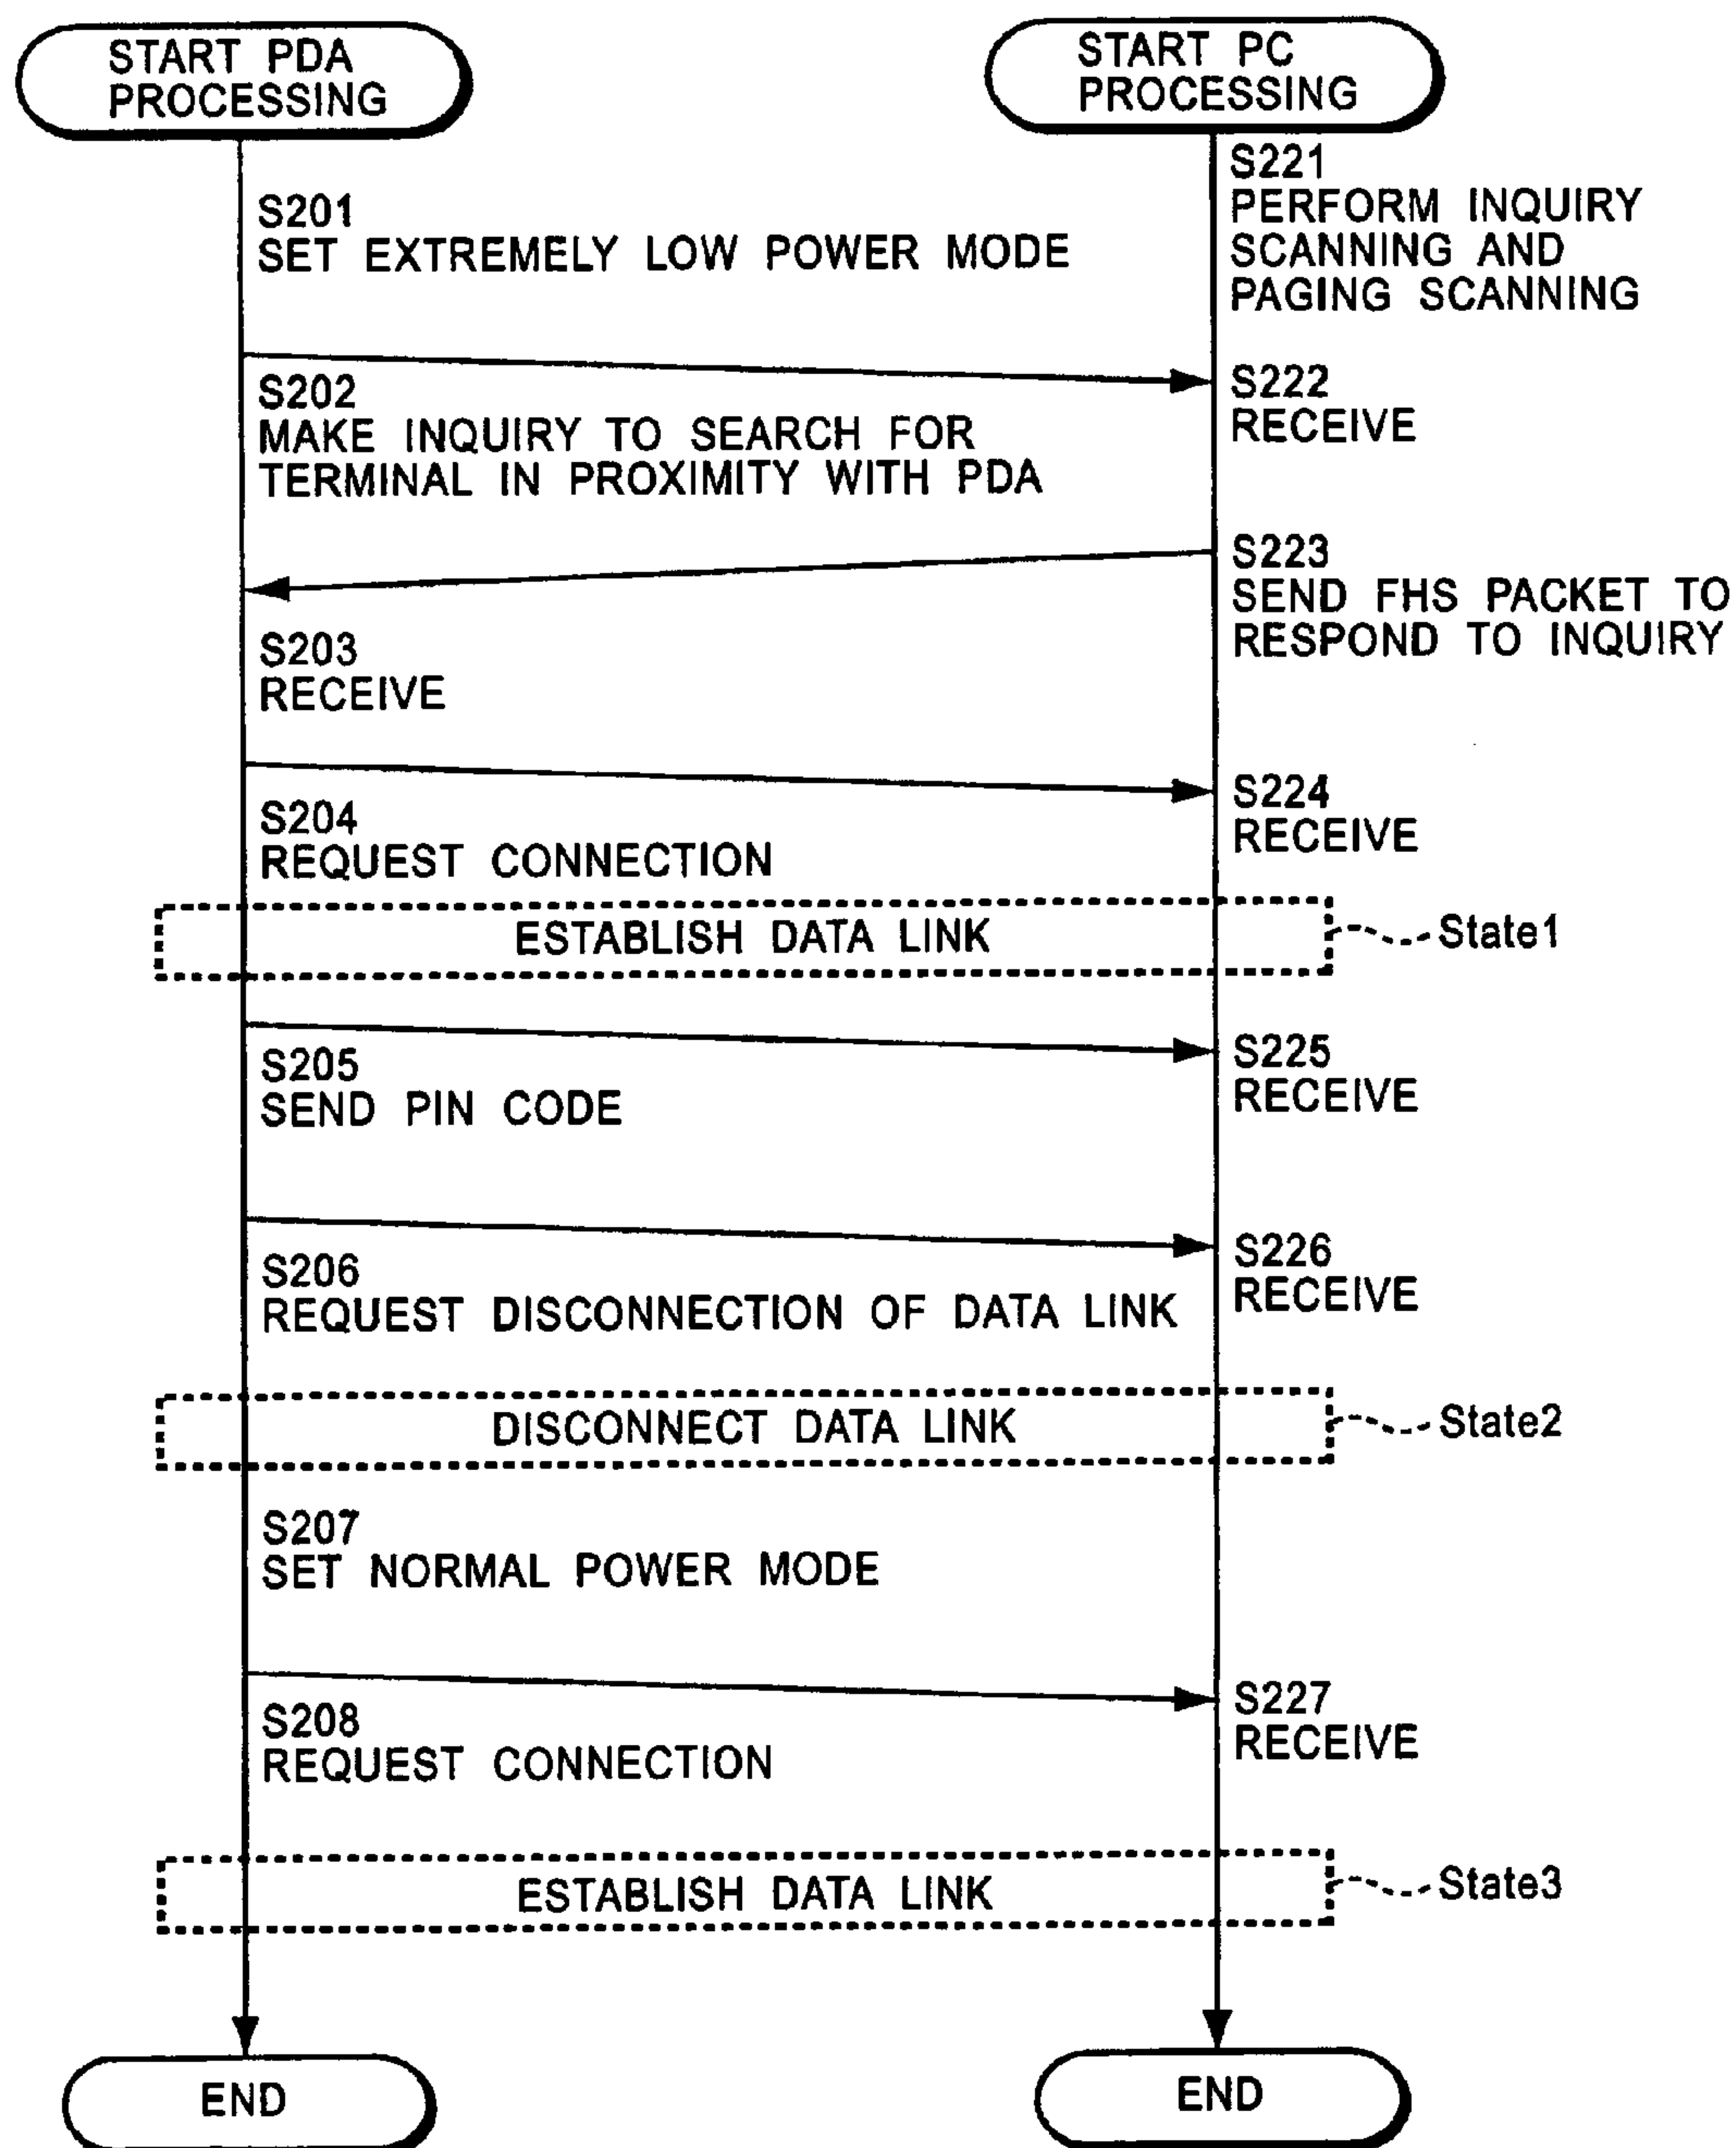 START PDA
PROCESSING
START PC
PROCESSING
S221
PERFORM INQUIRY
SCANNING AND
PAGING SCANNING
S201
SET EXTREMELY LOW POWER MODE
S202
MAKE INQUIRY TO SEARCH FOR
TERMINAL IN PROXIMITY WITH PDA
S222
RECEIVE
S223
SEND FHS PACKET TO
RESPOND TO INQUIRY
S203
RECEIVE
S204
REQUEST CONNECTION
S224
RECEIVE
ESTABLISH DATA LINK
State1
S205
SEND PIN CODE
S225
RECEIVE
S206
REQUEST DISCONNECTION OF DATA LINK
S226
RECEIVE
DISCONNECT DATA LINK
State2
S207
SET NORMAL POWER MODE
S208
REQUEST CONNECTION
S227
RECEIVE
ESTABLISH DATA LINK
State3
END
END